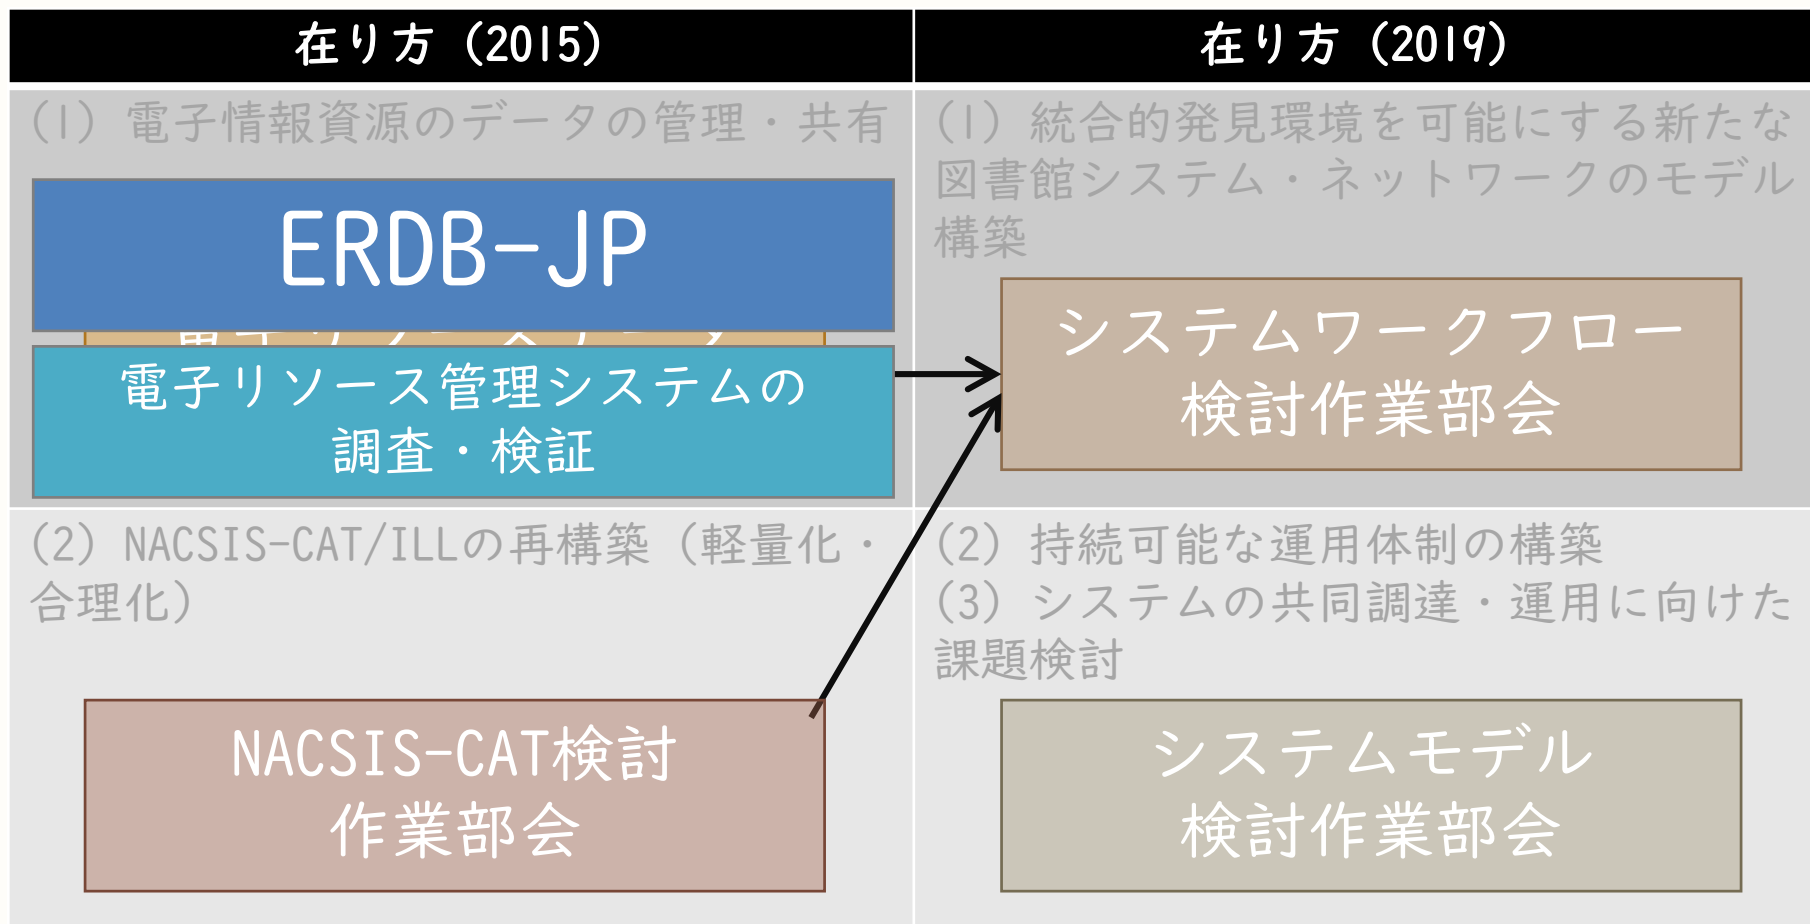 在り方（2015）
在り方（2019）
（1）電子情報資源のデータの管理・共有
ERDB-JP
電子リソース管理システムの
調査・検証
（1）統合的発見環境を可能にする新たな
図書館システム・ネットワークのモデル
構築
システムワークフロー
検討作業部会
（2）NACSIS-CAT/ILLの再構築（軽量化・
合理化）
NACSIS-CAT検討
作業部会
（2）持続可能な運用体制の構築
（3）システムの共同調達・運用に向けた
課題検討
システムモデル
検討作業部会